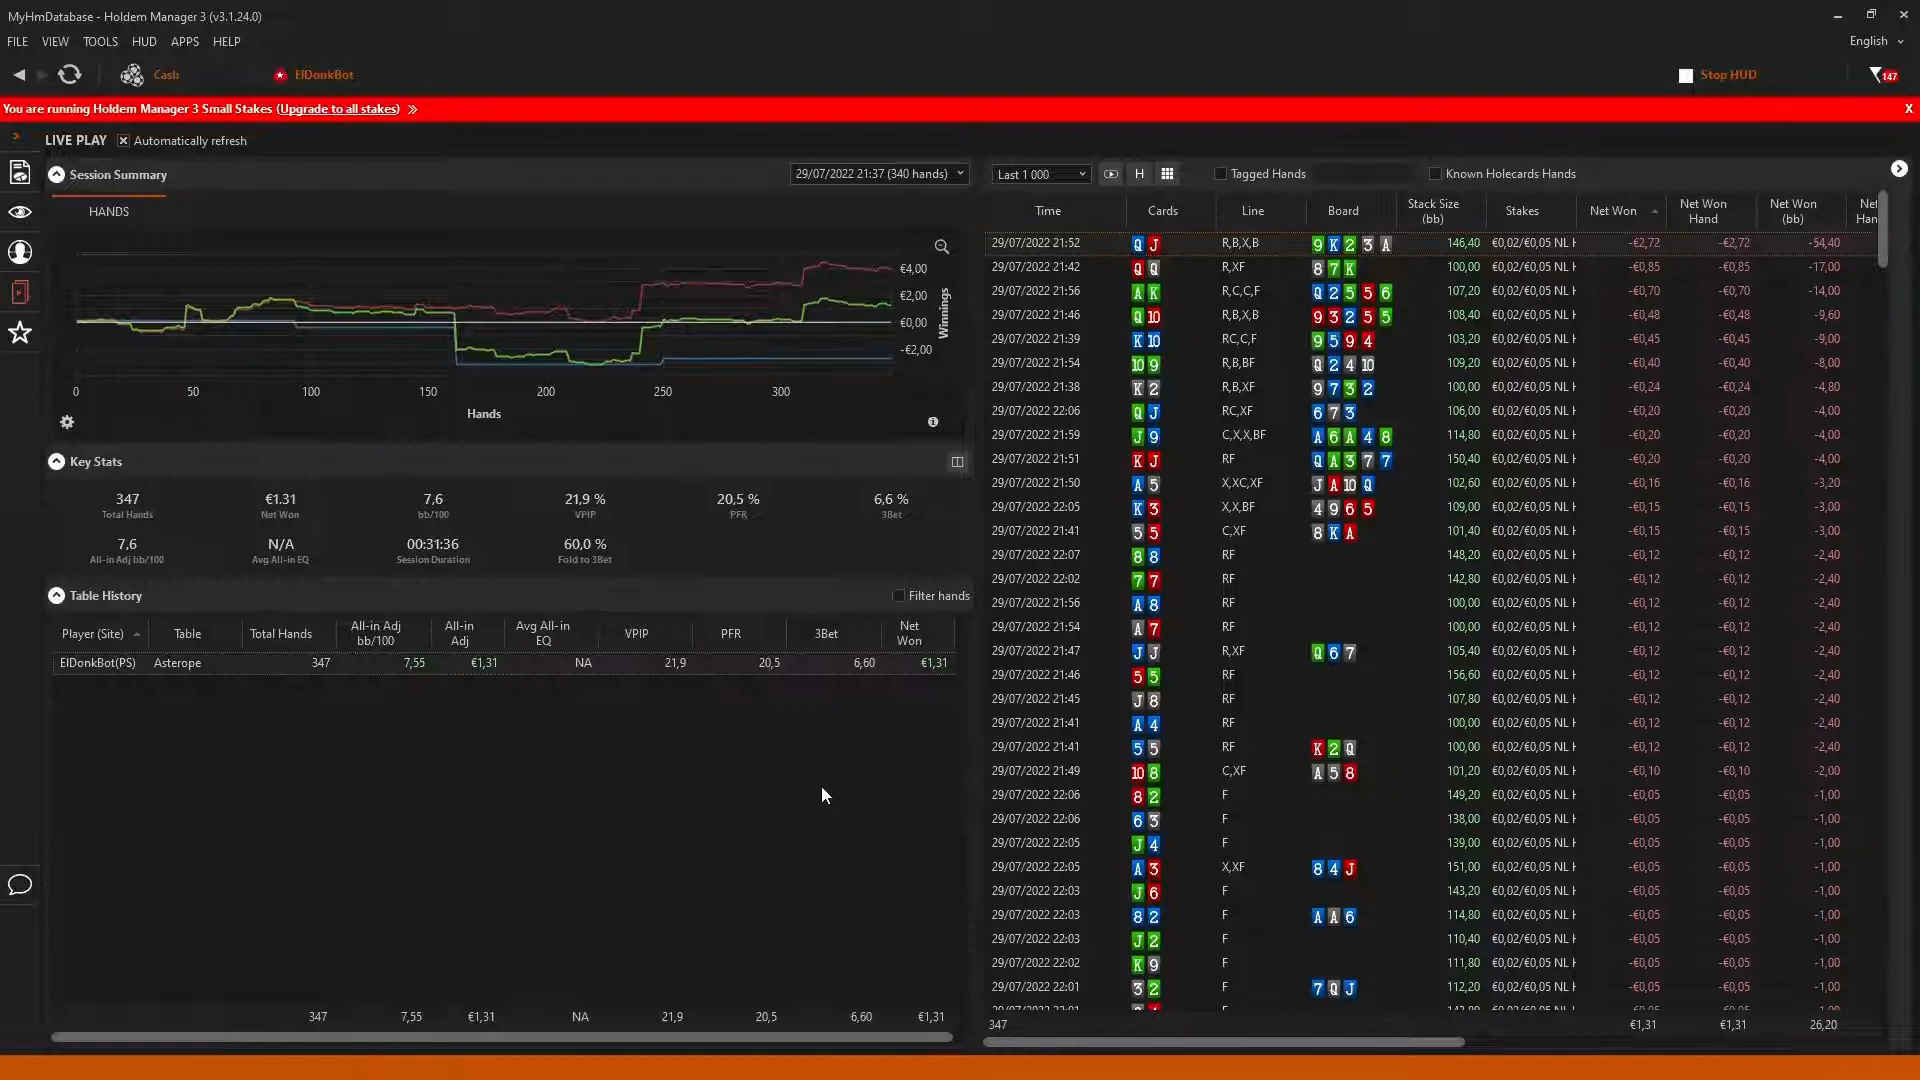 MyHmDatabase - Holdem Manager 3 (v3.1.24.0)
FILE VIEW TOOLS HUD APPS HELP
English
Cash ElDonkBot Stop HUD 147
You are running Holdem Manager 3 Small Stakes (Upgrade to all stakes) » X
LIVE PLAY Automatically refresh
Session Summary 29/07/2022 21:37 (340 hands)
HANDS
€4,00
€2,00
€0,00
-€2,00
Winnings
0 50 100 150 200 250 300
Hands
Key Stats
347 €1.31 7,6 21,9 % 20,5 % 6,6 %
Total Hands Net Won bb/100 VPIP PFR 3Bet
7,6 N/A 00:31:36 60,0 %
All-in Adj bb/100 Avg All-in EQ Session Duration Fold to 3Bet
Table History Filter hands
Player (Site) Table Total Hands All-in Adj bb/100 All-in Adj Avg All-in EQ VPIP PFR 3Bet Net Won
ElDonkBot(PS) Asterope 347 7,55 €1,31 NA 21,9 20,5 6,60 €1,31
347 7,55 €1,31 NA 21,9 20,5 6,60 €1,31
Last 1 000 H Tagged Hands Known Holecards Hands
Time Cards Line Board Stack Size (bb) Stakes Net Won Net Won Hand Net Won (bb)
29/07/2022 21:52 Q J R,B,X,B 9 K 2 3 A 146,40 €0,02/€0,05 NL -€2,72 -€2,72 -54,40
29/07/2022 21:42 Q Q R,XF 8 7 K 100,00 €0,02/€0,05 NL -€0,85 -€0,85 -17,00
29/07/2022 21:56 A K R,C,C,F Q 2 5 5 6 107,20 €0,02/€0,05 NL -€0,70 -€0,70 -14,00
29/07/2022 21:46 Q 10 R,B,X,B 9 3 2 5 5 108,40 €0,02/€0,05 NL -€0,48 -€0,48 -9,60
29/07/2022 21:39 K 10 RC,C,F 9 5 9 4 103,20 €0,02/€0,05 NL -€0,45 -€0,45 -9,00
29/07/2022 21:54 10 9 R,B,BF Q 2 4 10 109,20 €0,02/€0,05 NL -€0,40 -€0,40 -8,00
29/07/2022 21:38 K 2 R,B,XF 9 7 3 2 100,00 €0,02/€0,05 NL -€0,24 -€0,24 -4,80
29/07/2022 22:06 Q J RC,XF 6 7 3 106,00 €0,02/€0,05 NL -€0,20 -€0,20 -4,00
29/07/2022 21:59 J 9 C,X,X,BF A 6 A 4 8 114,80 €0,02/€0,05 NL -€0,20 -€0,20 -4,00
29/07/2022 21:51 K J RF Q A 3 7 7 150,40 €0,02/€0,05 NL -€0,20 -€0,20 -4,00
29/07/2022 21:50 A 5 X,XC,XF J A 10 Q 102,60 €0,02/€0,05 NL -€0,16 -€0,16 -3,20
29/07/2022 22:05 K 3 X,X,BF 4 9 6 5 109,00 €0,02/€0,05 NL -€0,15 -€0,15 -3,00
29/07/2022 21:41 5 5 C,XF 8 K A 101,40 €0,02/€0,05 NL -€0,15 -€0,15 -3,00
29/07/2022 22:07 8 8 RF 148,20 €0,02/€0,05 NL -€0,12 -€0,12 -2,40
29/07/2022 22:02 7 7 RF 142,80 €0,02/€0,05 NL -€0,12 -€0,12 -2,40
29/07/2022 21:56 A 8 RF 100,00 €0,02/€0,05 NL -€0,12 -€0,12 -2,40
29/07/2022 21:54 A 7 RF 100,00 €0,02/€0,05 NL -€0,12 -€0,12 -2,40
29/07/2022 21:47 J J R,XF Q 6 7 105,40 €0,02/€0,05 NL -€0,12 -€0,12 -2,40
29/07/2022 21:46 5 5 RF 156,60 €0,02/€0,05 NL -€0,12 -€0,12 -2,40
29/07/2022 21:45 J 8 RF 107,80 €0,02/€0,05 NL -€0,12 -€0,12 -2,40
29/07/2022 21:41 A 4 RF 100,00 €0,02/€0,05 NL -€0,12 -€0,12 -2,40
29/07/2022 21:41 5 5 RF K 2 Q 100,00 €0,02/€0,05 NL -€0,12 -€0,12 -2,40
29/07/2022 21:49 10 8 C,XF A 5 8 101,20 €0,02/€0,05 NL -€0,10 -€0,10 -2,00
29/07/2022 22:06 8 2 F 149,20 €0,02/€0,05 NL -€0,05 -€0,05 -1,00
29/07/2022 22:06 6 3 F 138,00 €0,02/€0,05 NL -€0,05 -€0,05 -1,00
29/07/2022 22:05 J 4 F 139,00 €0,02/€0,05 NL -€0,05 -€0,05 -1,00
29/07/2022 22:05 A 3 X,XF 8 4 J 151,00 €0,02/€0,05 NL -€0,05 -€0,05 -1,00
29/07/2022 22:03 J 6 F 143,20 €0,02/€0,05 NL -€0,05 -€0,05 -1,00
29/07/2022 22:03 8 2 F A A 6 114,80 €0,02/€0,05 NL -€0,05 -€0,05 -1,00
29/07/2022 22:03 J 2 F 110,40 €0,02/€0,05 NL -€0,05 -€0,05 -1,00
29/07/2022 22:02 K 9 F 111,80 €0,02/€0,05 NL -€0,05 -€0,05 -1,00
29/07/2022 22:01 3 2 F 7 Q J 112,20 €0,02/€0,05 NL -€0,05 -€0,05 -1,00
347 €1,31 €1,31 26,20